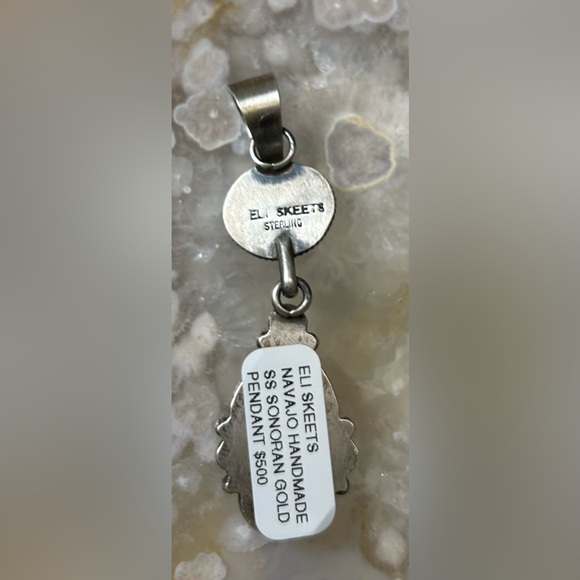 ELI SKEETS
STERLING
ELI SKEETS
NAVAJO HANDMADE
SS SONORAN GOLD
PENDANT $500